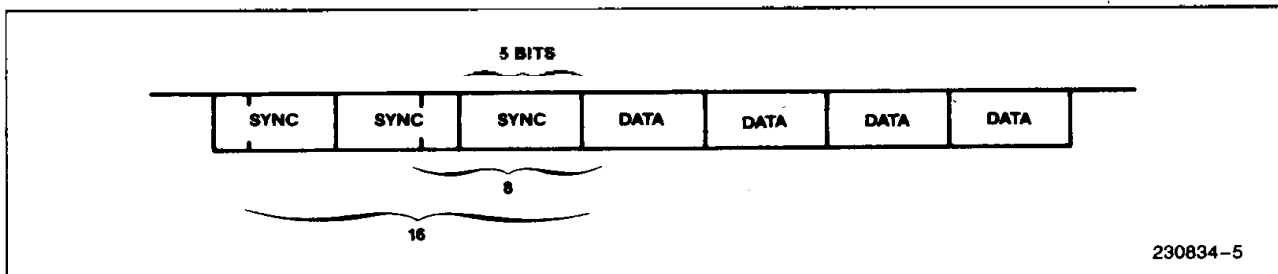 5 BITS
SYNC SYNC SYNC DATA DATA DATA DATA
8
16
230834-5